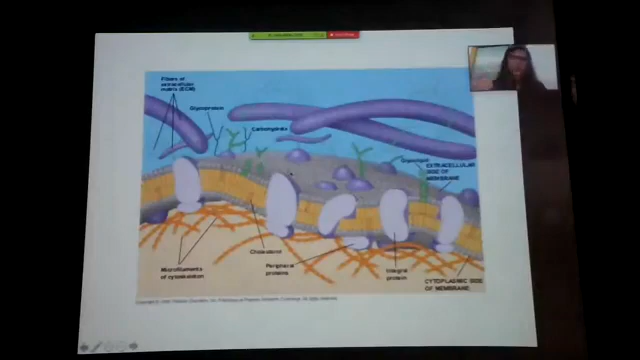 Fibers of
extracellular
matrix (ECM)
Glycoprotein
Carbohydrate
Glycolipid
EXTRACELLULAR
SIDE OF
MEMBRANE
Cholesterol
Microfilaments
of cytoskeleton
Peripheral
proteins
Integral
protein
CYTOPLASMIC SIDE
OF MEMBRANE